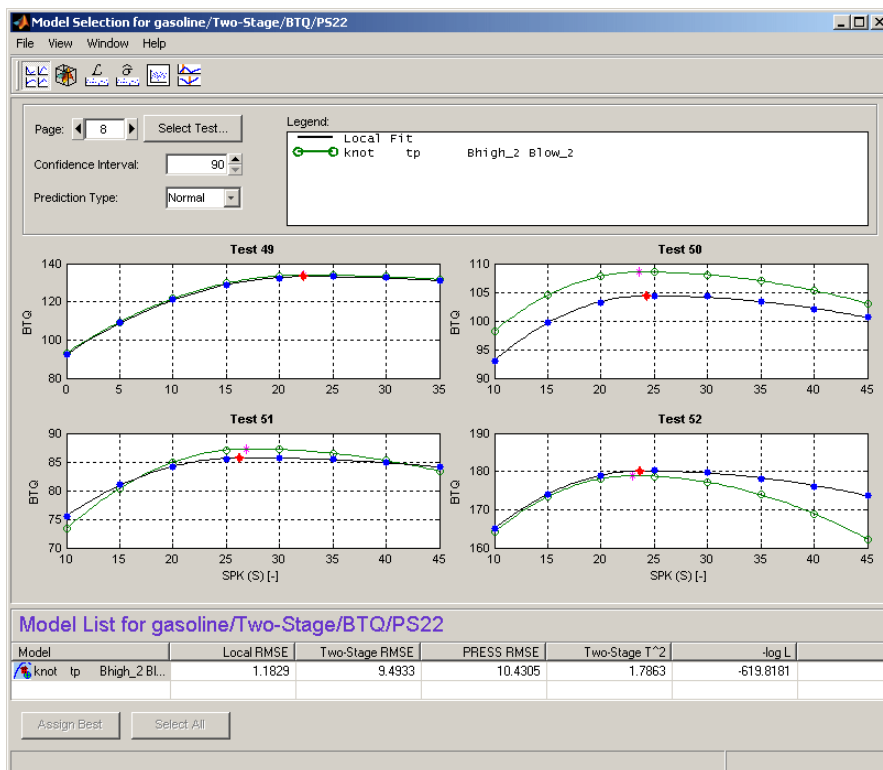 Model Selection for gasoline/Two-Stage/BTQ/PS22
File View Window Help
Page: 8 Select Test...
Confidence Interval: 90
Prediction Type: Normal
Legend:
Local Fit
knot tp Bhigh_2 Blow_2
Test 49
140
120
100
80
BTQ
0 5 10 15 20 25 30 35
Test 50
110
105
100
95
90
BTQ
10 15 20 25 30 35 40 45
Test 51
90
85
80
75
70
BTQ
10 15 20 25 30 35 40 45
SPK (S) [-]
Test 52
190
180
170
160
BTQ
10 15 20 25 30 35 40 45
SPK (S) [-]
Model List for gasoline/Two-Stage/BTQ/PS22
Model Local RMSE Two-Stage RMSE PRESS RMSE Two-Stage T^2 -log L
knot tp Bhigh_2 Bl... 1.1829 9.4933 10.4305 1.7863 -619.8181
Assign Best Select All